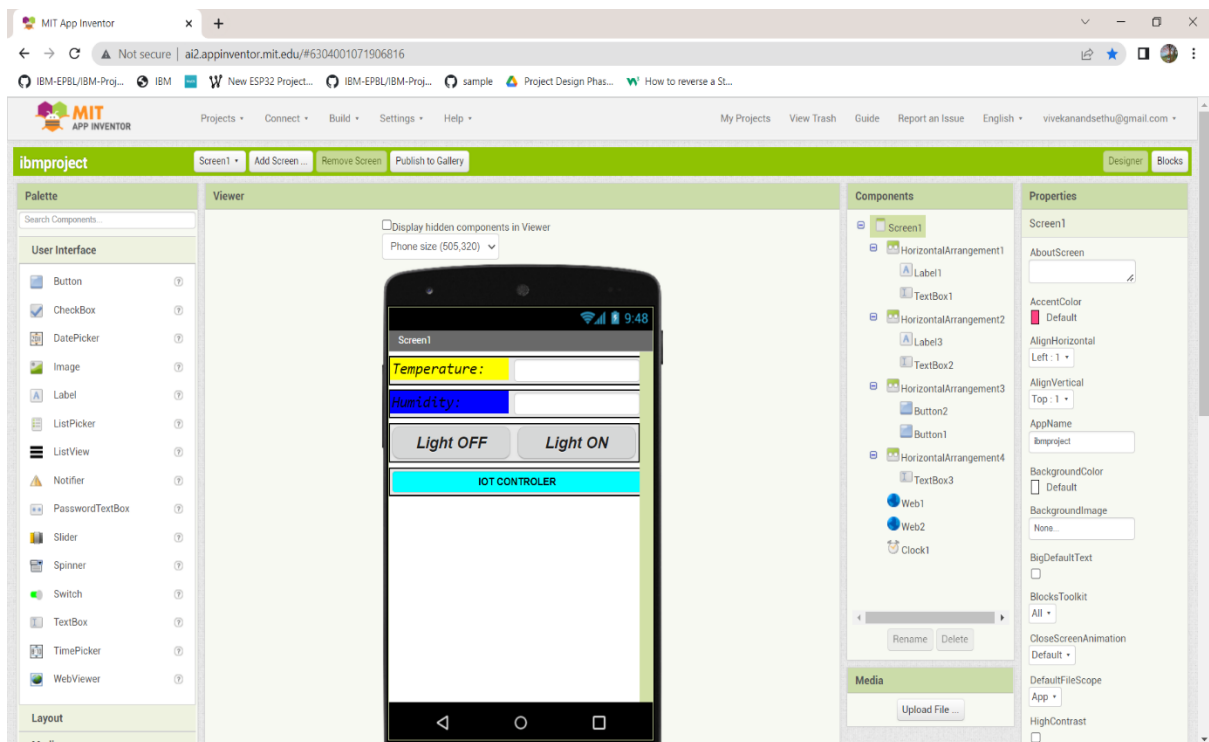 MIT App Inventor
Not secure | ai2.appinventor.mit.edu/#6304001071906816
IBM-EPBL/IBM-Proj... IBM New ESP32 Project... IBM-EPBL/IBM-Proj... sample Project Design Phas... How to reverse a St...
MIT
APP INVENTOR
Projects Connect Build Settings Help My Projects View Trash Guide Report an Issue English vivekanandsethu@gmail.com
ibmproject Screen1 Add Screen ... Remove Screen Publish to Gallery Designer Blocks
Palette
Search Components...
User Interface
Button
CheckBox
DatePicker
Image
Label
ListPicker
ListView
Notifier
PasswordTextBox
Slider
Spinner
Switch
TextBox
TimePicker
WebViewer
Layout
Viewer
Display hidden components in Viewer
Phone size (505,320)
9:48
Screen1
Temperature:
Humidity:
Light OFF Light ON
IOT CONTROLER
Components
Screen1
HorizontalArrangement1
Label1
TextBox1
HorizontalArrangement2
Label3
TextBox2
HorizontalArrangement3
Button2
Button1
HorizontalArrangement4
TextBox3
Web1
Web2
Clock1
Rename Delete
Media
Upload File ...
Properties
Screen1
AboutScreen
AccentColor
Default
AlignHorizontal
Left : 1
AlignVertical
Top : 1
AppName
ibmproject
BackgroundColor
Default
BackgroundImage
None...
BigDefaultText
BlocksToolkit
All
CloseScreenAnimation
Default
DefaultFileScope
App
HighContrast